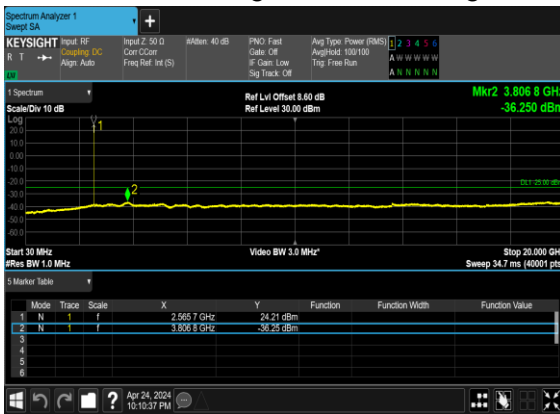 Spectrum Analyzer 1
Swept SA
+
KEYSIGHT Input: RF Input Z: 50 Ω #Atten: 40 dB PNO: Fast Avg Type: Power (RMS) 1 2 3 4 5 6
R T Coupling: DC Corr CCorr Gate: Off Avg|Hold: 100/100 A W W W W W
Align: Auto Freq Ref: Int (S) IF Gain: Low Trig: Free Run
Sig Track: Off A N N N N N
LV
1 Spectrum Ref Lvl Offset 8.60 dB Mkr2 3.806 8 GHz
Scale/Div 10 dB Ref Level 30.00 dBm -36.250 dBm
Log
20.0
10.0
0.00
-10.0
-20.0
-30.0
-40.0
-50.0
-60.0
1
2
Start 30 MHz Video BW 3.0 MHz* Stop 20.000 GH
#Res BW 1.0 MHz Sweep 34.7 ms (40001 pts
5 Marker Table
Mode Trace Scale X Y Function Function Width Function Value
1 N 1 f 2.565 7 GHz 24.21 dBm
2 N 1 f 3.806 8 GHz -36.25 dBm
3
4
5
6
? Apr 24, 2024
10:10:37 PM